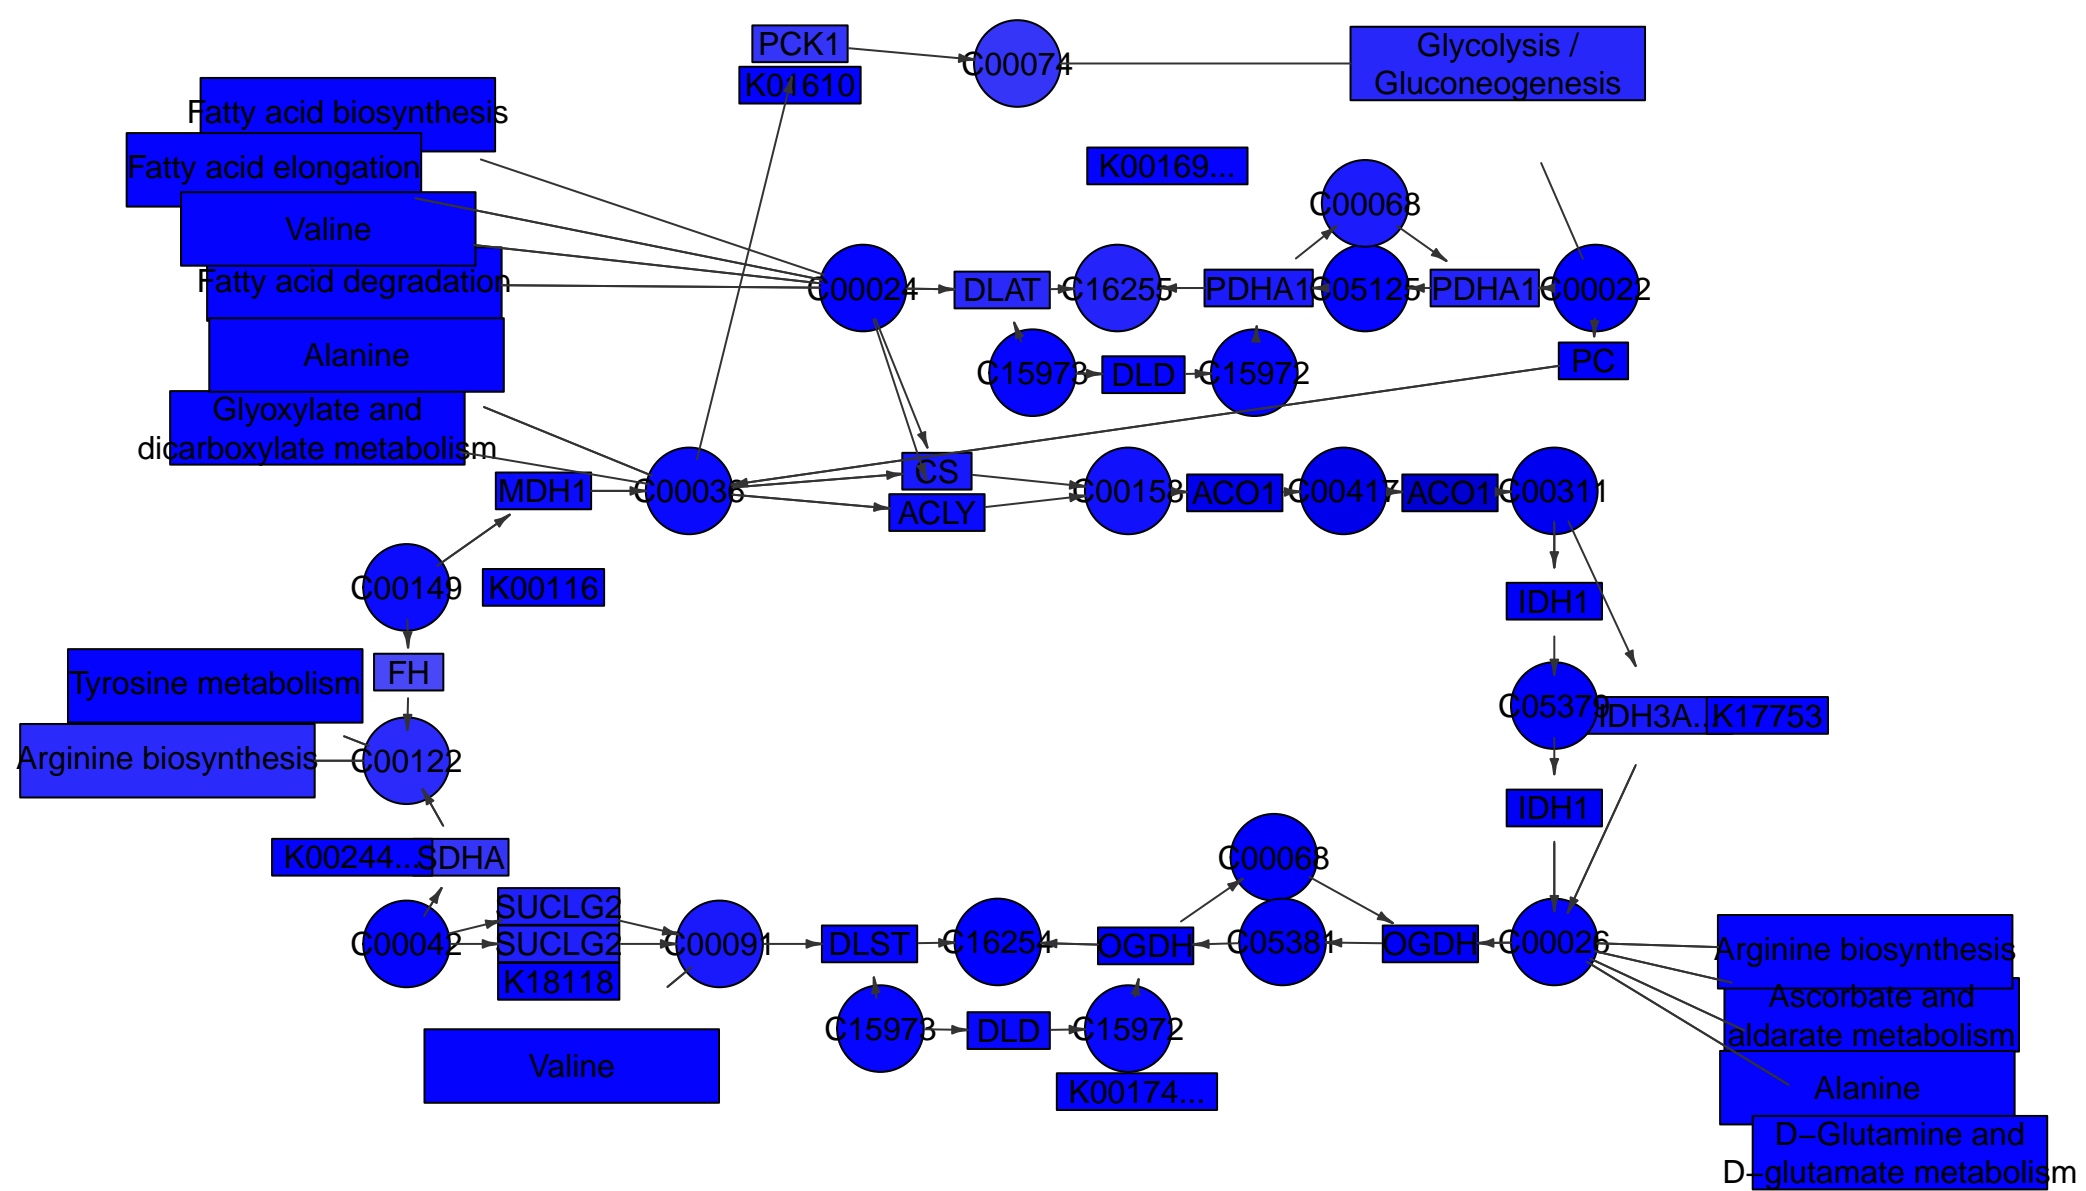 PCK1
C00074
Glycolysis /
Gluconeogenesis
K01610
Fatty acid biosynthesis
Fatty acid elongation
K00169...
C00068
Valine
Fatty acid degradation
C00024
DLAT
C16255
PDHA1
C05125
PDHA1
C00022
Alanine
C15973
DLD
C15972
PC
Glyoxylate and
dicarboxylate metabolism
MDH1
C00036
CS
ACLY
C00158
ACO1
C00417
ACO1
C00311
C00149
K00116
IDH1
FH
Tyrosine metabolism
C05379
IDH3A...
K17753
Arginine biosynthesis
C00122
IDH1
K00244...
SDHA
C00068
SUCLG2
C00042
SUCLG2
C00091
DLST
C16254
OGDH
C05381
OGDH
C00026
Arginine biosynthesis
K18118
Ascorbate and
aldarate metabolism
C15973
DLD
C15972
Valine
K00174...
Alanine
D−Glutamine and
D−glutamate metabolism